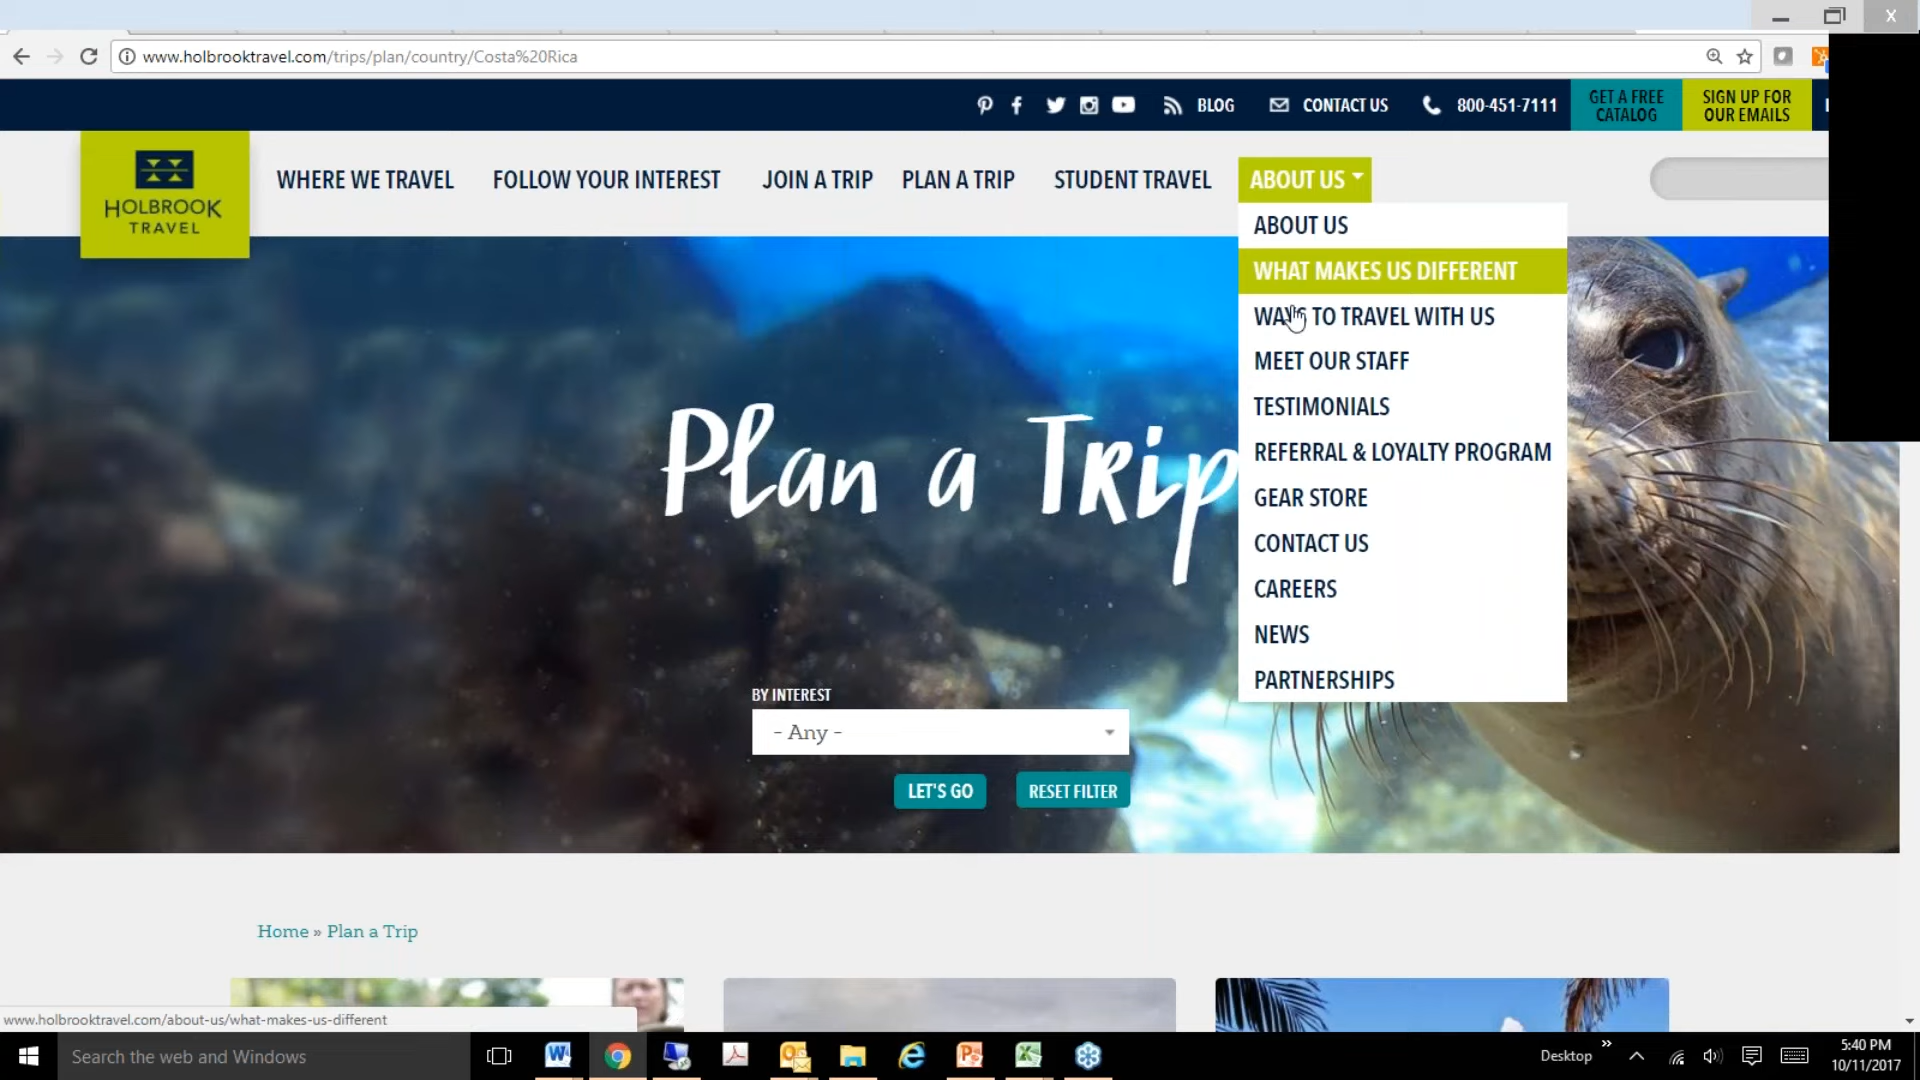 X
www.holbrooktravel.com/trips/plan/country/Costa%20Rica
BLOG
CONTACT US
800-451-7111
GET A FREE
CATALOG
SIGN UP FOR
OUR EMAILS
HOLBROOK
TRAVEL
WHERE WE TRAVEL
FOLLOW YOUR INTEREST
JOIN A TRIP
PLAN A TRIP
STUDENT TRAVEL
ABOUT US
ABOUT US
WHAT MAKES US DIFFERENT
WAYS TO TRAVEL WITH US
MEET OUR STAFF
TESTIMONIALS
REFERRAL & LOYALTY PROGRAM
GEAR STORE
CONTACT US
CAREERS
NEWS
PARTNERSHIPS
Plan a Trip
BY INTEREST
- Any -
LET'S GO
RESET FILTER
Home » Plan a Trip
www.holbrooktravel.com/about-us/what-makes-us-different
Search the web and Windows
Desktop
5:40 PM
10/11/2017